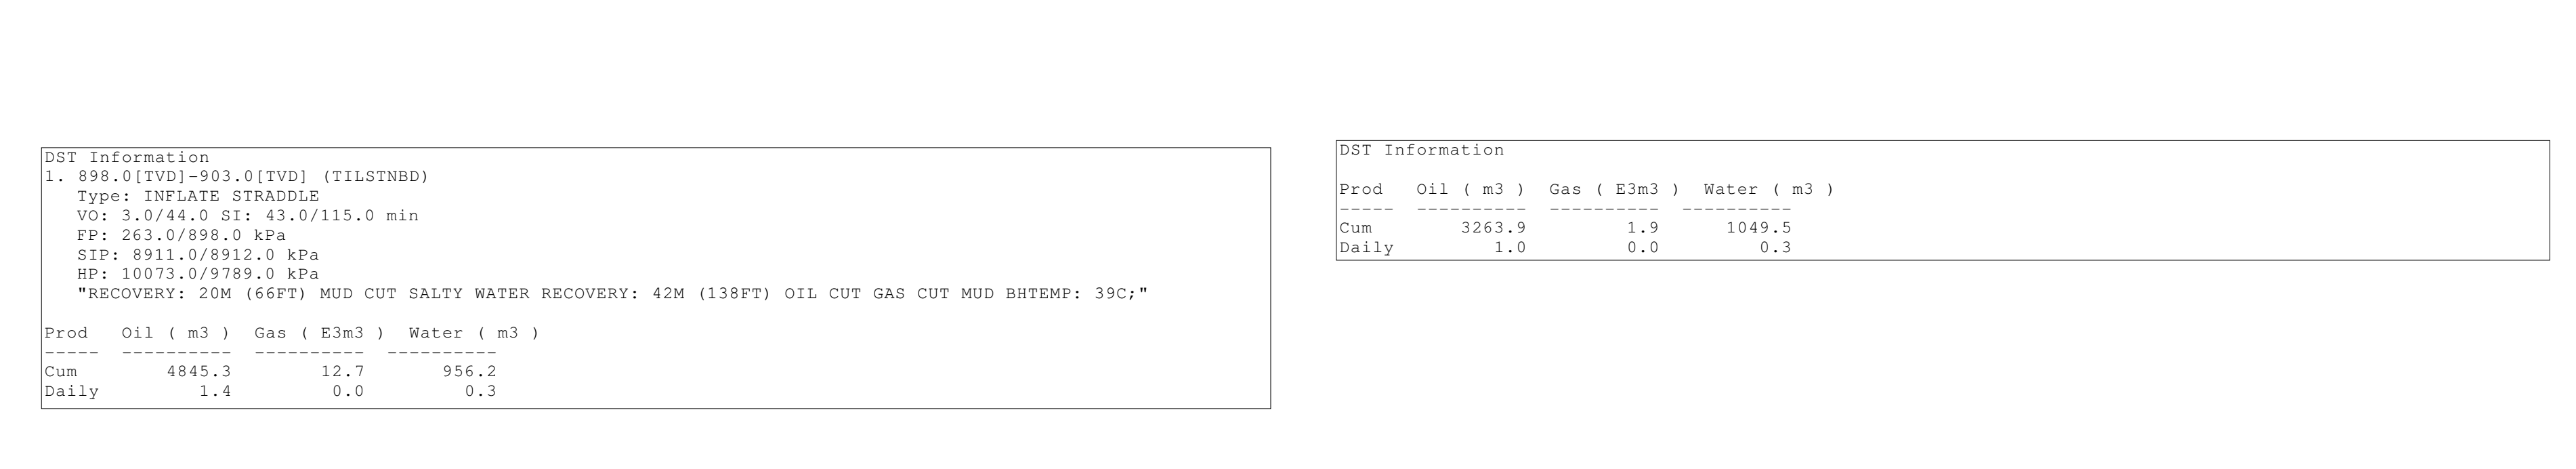 DST Information
1. 898.0[TVD]-903.0[TVD] (TILSTNBD)
Type: INFLATE STRADDLE
VO: 3.0/44.0 SI: 43.0/115.0 min
FP: 263.0/898.0 kPa
SIP: 8911.0/8912.0 kPa
HP: 10073.0/9789.0 kPa
"RECOVERY: 20M (66FT) MUD CUT SALTY WATER RECOVERY: 42M (138FT) OIL CUT GAS CUT MUD BHTEMP: 39C;"
Prod Oil ( m3 ) Gas ( E3m3 ) Water ( m3 )
----- ---------- ---------- ----------
Cum 4845.3 12.7 956.2
Daily 1.4 0.0 0.3
DST Information
Prod Oil ( m3 ) Gas ( E3m3 ) Water ( m3 )
----- ---------- ---------- ----------
Cum 3263.9 1.9 1049.5
Daily 1.0 0.0 0.3